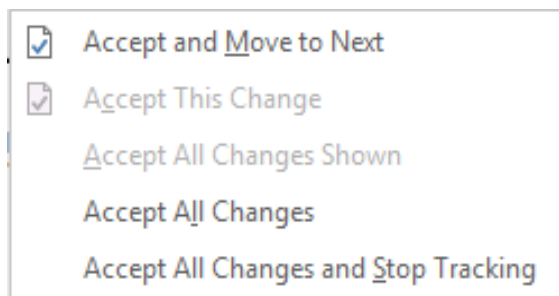 Accept and Move to Next
Accept This Change
Accept All Changes Shown
Accept All Changes
Accept All Changes and Stop Tracking